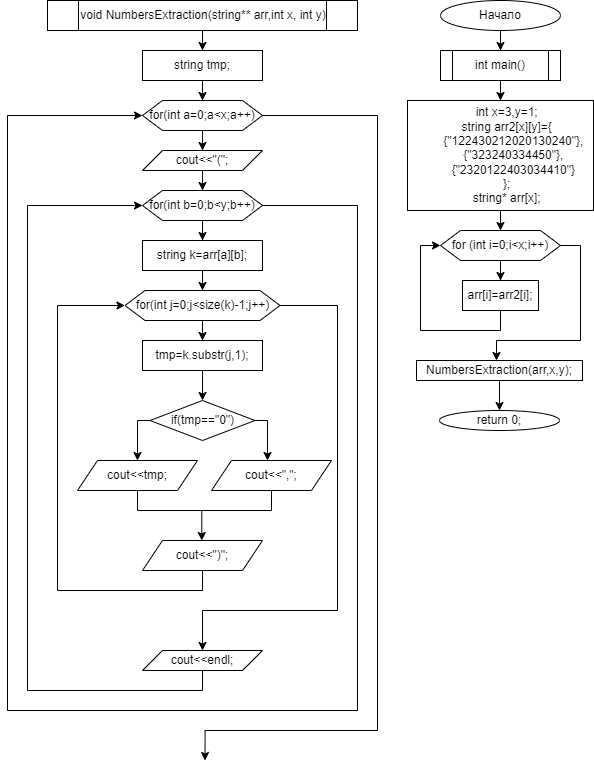 void NumbersExtraction(string** arr,int x, int y)
string tmp;
for(int a=0;a<x;a++)
cout<<"(";
for(int b=0;b<y;b++)
string k=arr[a][b];
for(int j=0;j<size(k)-1;j++)
tmp=k.substr(j,1);
if(tmp=="0")
cout<<tmp;
cout<<",";
cout<<")";
cout<<endl;
Начало
int main()
int x=3,y=1;
string arr2[x][y]={
{"122430212020130240"},
{"323240334450"},
{"2320122403034410"}
};
string* arr[x];
for (int i=0;i<x;i++)
arr[i]=arr2[i];
NumbersExtraction(arr,x,y);
return 0;